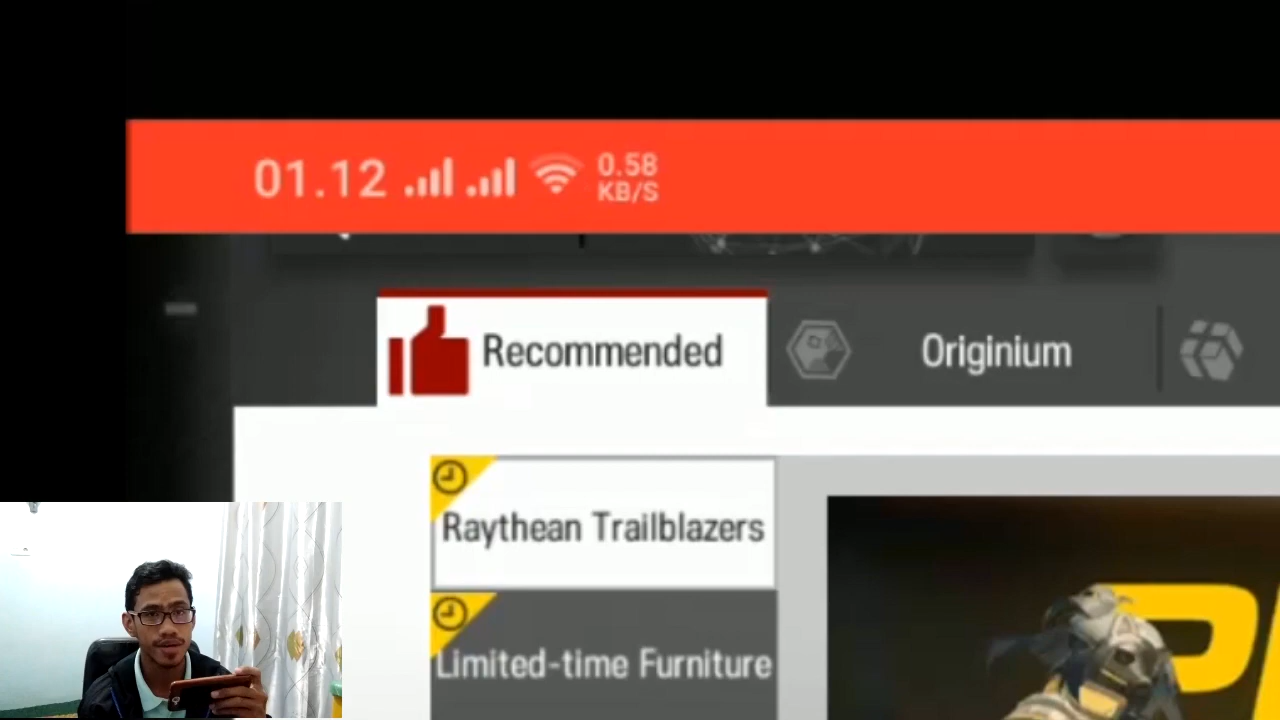 01.12
0.58
KB/S
Recommended
Originium
Raythean Trailblazers
Limited-time Furniture